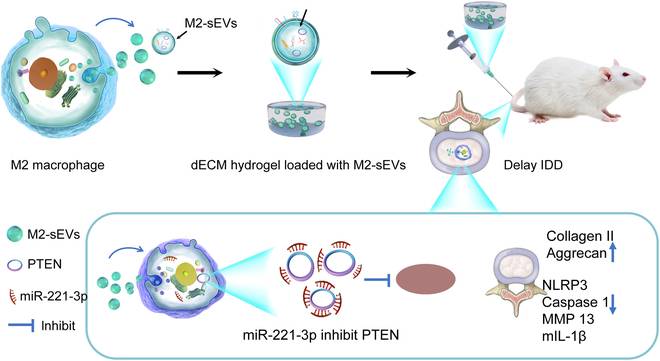 M2-sEVs
M2 macrophage
dECM hydrogel loaded with M2-sEVs
Delay IDD
M2-sEVs
PTEN
miR-221-3p
Inhibit
miR-221-3p inhibit PTEN
Collagen II
Aggrecan
NLRP3
Caspase 1
MMP 13
mIL-1β